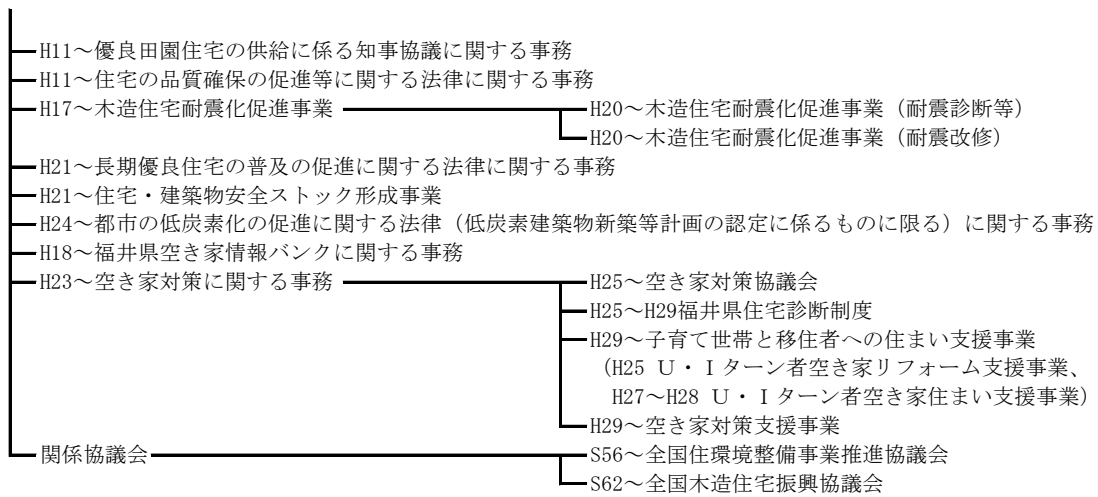 H11～優良田園住宅の供給に係る知事協議に関する事務
H11～住宅の品質確保の促進等に関する法律に関する事務
H17～木造住宅耐震化促進事業 H20～木造住宅耐震化促進事業（耐震診断等）
H20～木造住宅耐震化促進事業（耐震改修）
H21～長期優良住宅の普及の促進に関する法律に関する事務
H21～住宅・建築物安全ストック形成事業
H24～都市の低炭素化の促進に関する法律（低炭素建築物新築等計画の認定に係るものに限る）に関する事務
H18～福井県空き家情報バンクに関する事務
H23～空き家対策に関する事務 H25～空き家対策協議会
H25～H29福井県住宅診断制度
H29～子育て世帯と移住者への住まい支援事業
（H25 Ｕ・Ｉターン者空き家リフォーム支援事業、
H27～H28 Ｕ・Ｉターン者空き家住まい支援事業）
H29～空き家対策支援事業
関係協議会 S56～全国住環境整備事業推進協議会
S62～全国木造住宅振興協議会